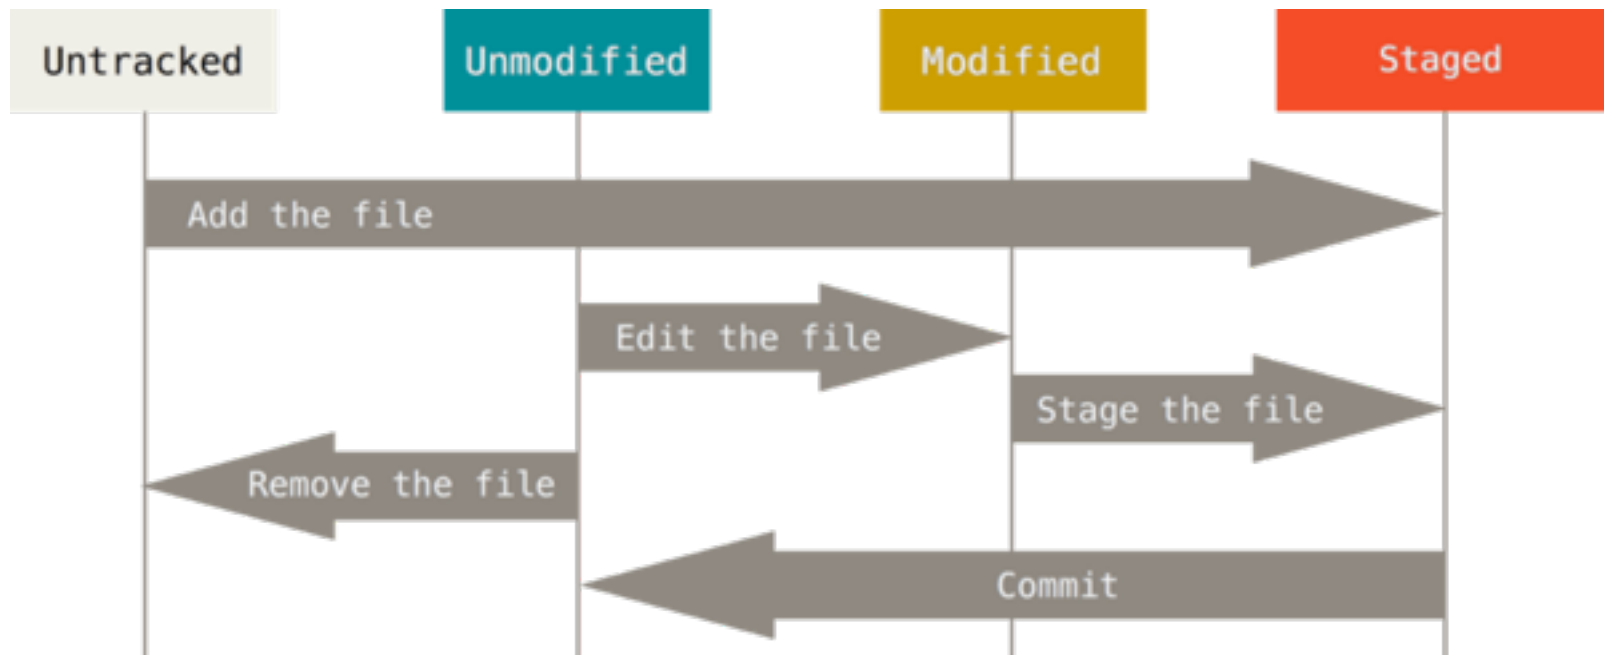 Untracked
Unmodified
Modified
Staged
Add the file
Edit the file
Stage the file
Remove the file
Commit